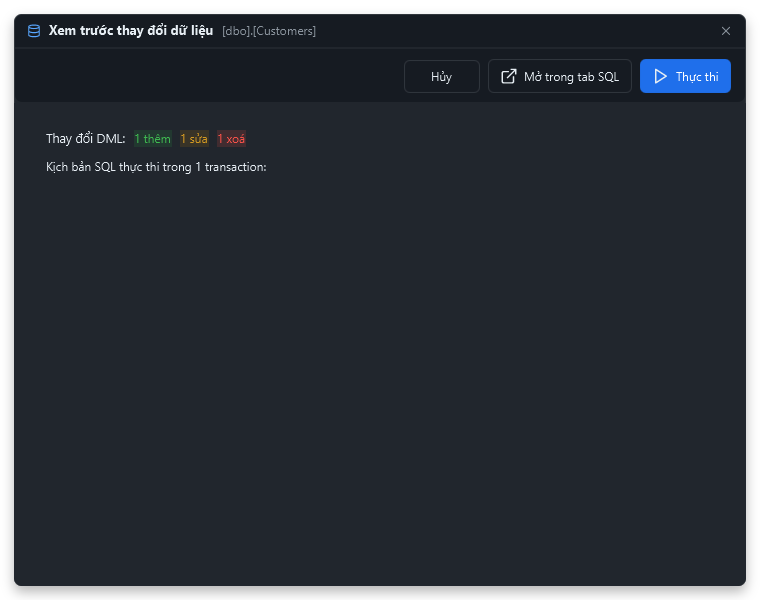 Xem trước thay đổi dữ liệu [dbo].[Customers]
Hủy
Mở trong tab SQL
Thực thi
Thay đổi DML: 1 thêm 1 sửa 1 xoá
Kịch bản SQL thực thi trong 1 transaction: